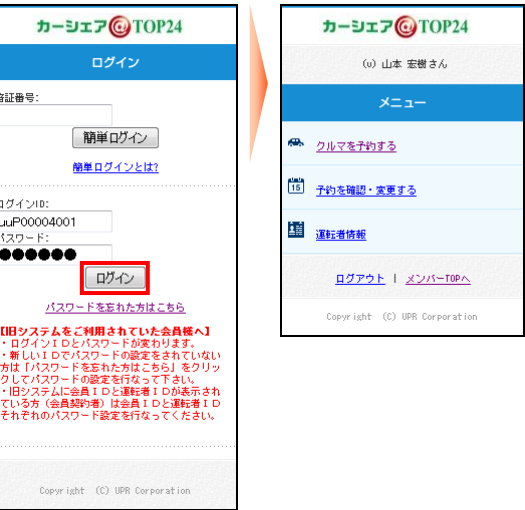 カーシェア@TOP24
ログイン
暗証番号:
簡単ログイン
簡単ログインとは?
ログインID:
uuP00004001
パスワード:
ログイン
パスワードを忘れた方はこちら
【旧システムをご利用されていた会員様へ】
・ログインＩＤとパスワードが変わります。
・新しいＩＤでパスワードの設定をされていない
方は「パスワードを忘れた方はこちら」をクリッ
クしてパスワードの設定を行なって下さい。
・旧システムに会員ＩＤと運転者ＩＤが表示され
ている方（会員契約者）は会員ＩＤと運転者ＩＤ
それぞれのパスワード設定を行なってください。
Copyright (C) UPR Corporation
カーシェア@TOP24
(u) 山本 宏樹さん
メニュー
クルマを予約する
15
予約を確認・変更する
運転者情報
ログアウト | メンバーTOPへ
Copyright (C) UPR Corporation